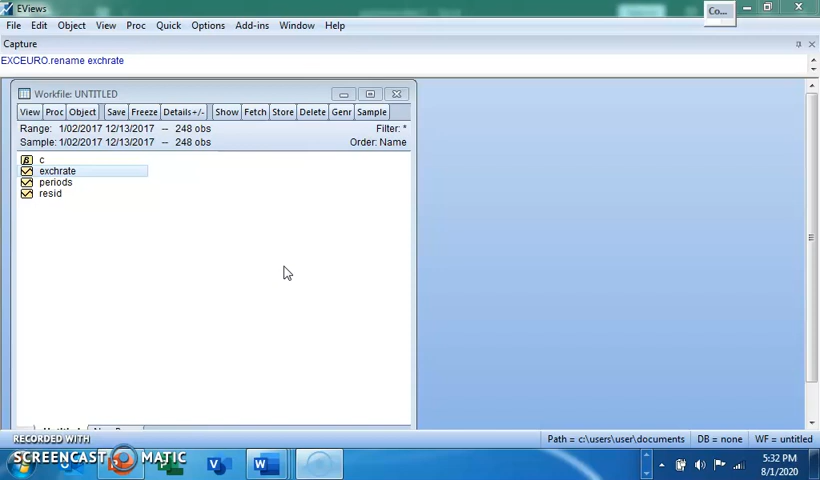 EViews
Co...
File Edit Object View Proc Quick Options Add-ins Window Help
Capture
EXCEURO.rename exchrate
Workfile: UNTITLED
View Proc Object Save Freeze Details+/- Show Fetch Store Delete Genr Sample
Range: 1/02/2017 12/13/2017 -- 248 obs Filter: *
Sample: 1/02/2017 12/13/2017 -- 248 obs Order: Name
β c
exchrate
periods
resid
RECORDED WITH
SCREENCAST MATIC
Path = c:\users\user\documents DB = none WF = untitled
5:32 PM
8/1/2020